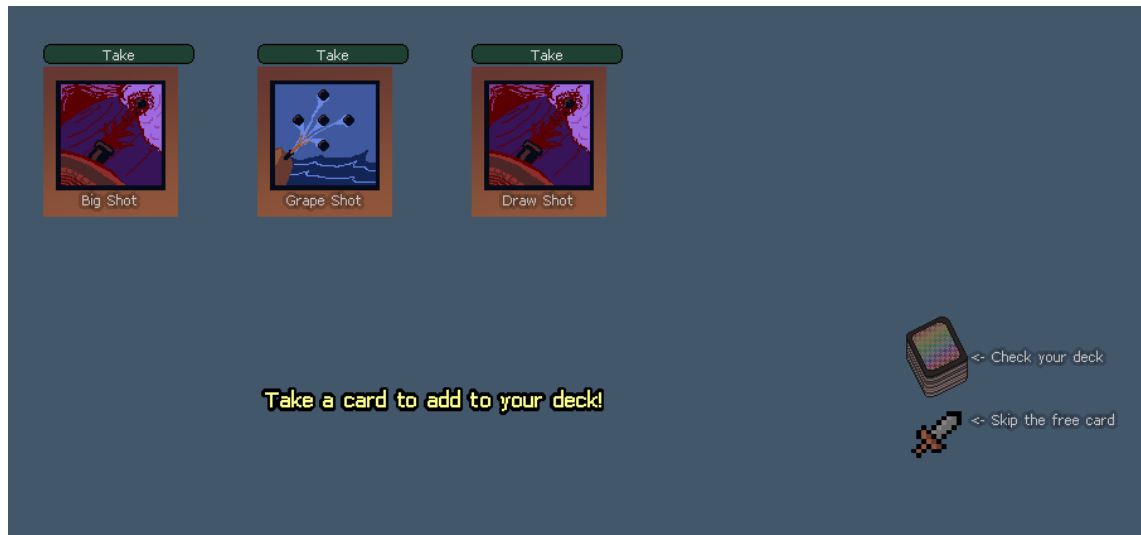 Take
Take
Take
Big Shot
Grape Shot
Draw Shot
<- Check your deck
Take a card to add to your deck!
<- Skip the free card